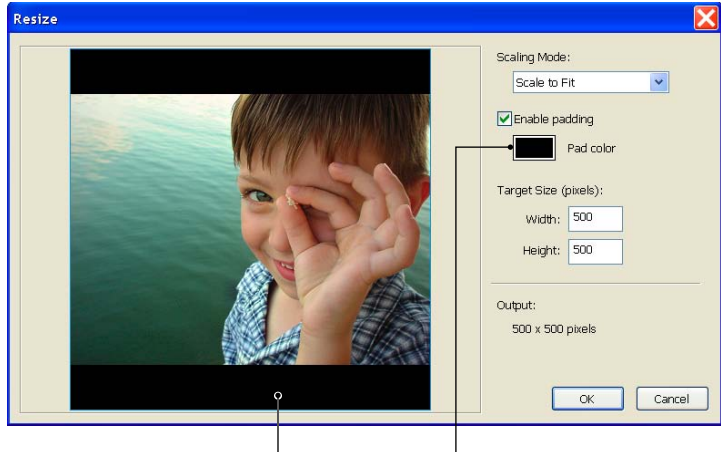 Resize
Scaling Mode:
Scale to Fit
Enable padding
Pad color
Target Size (pixels):
Width: 500
Height: 500
Output:
500 x 500 pixels
OK Cancel